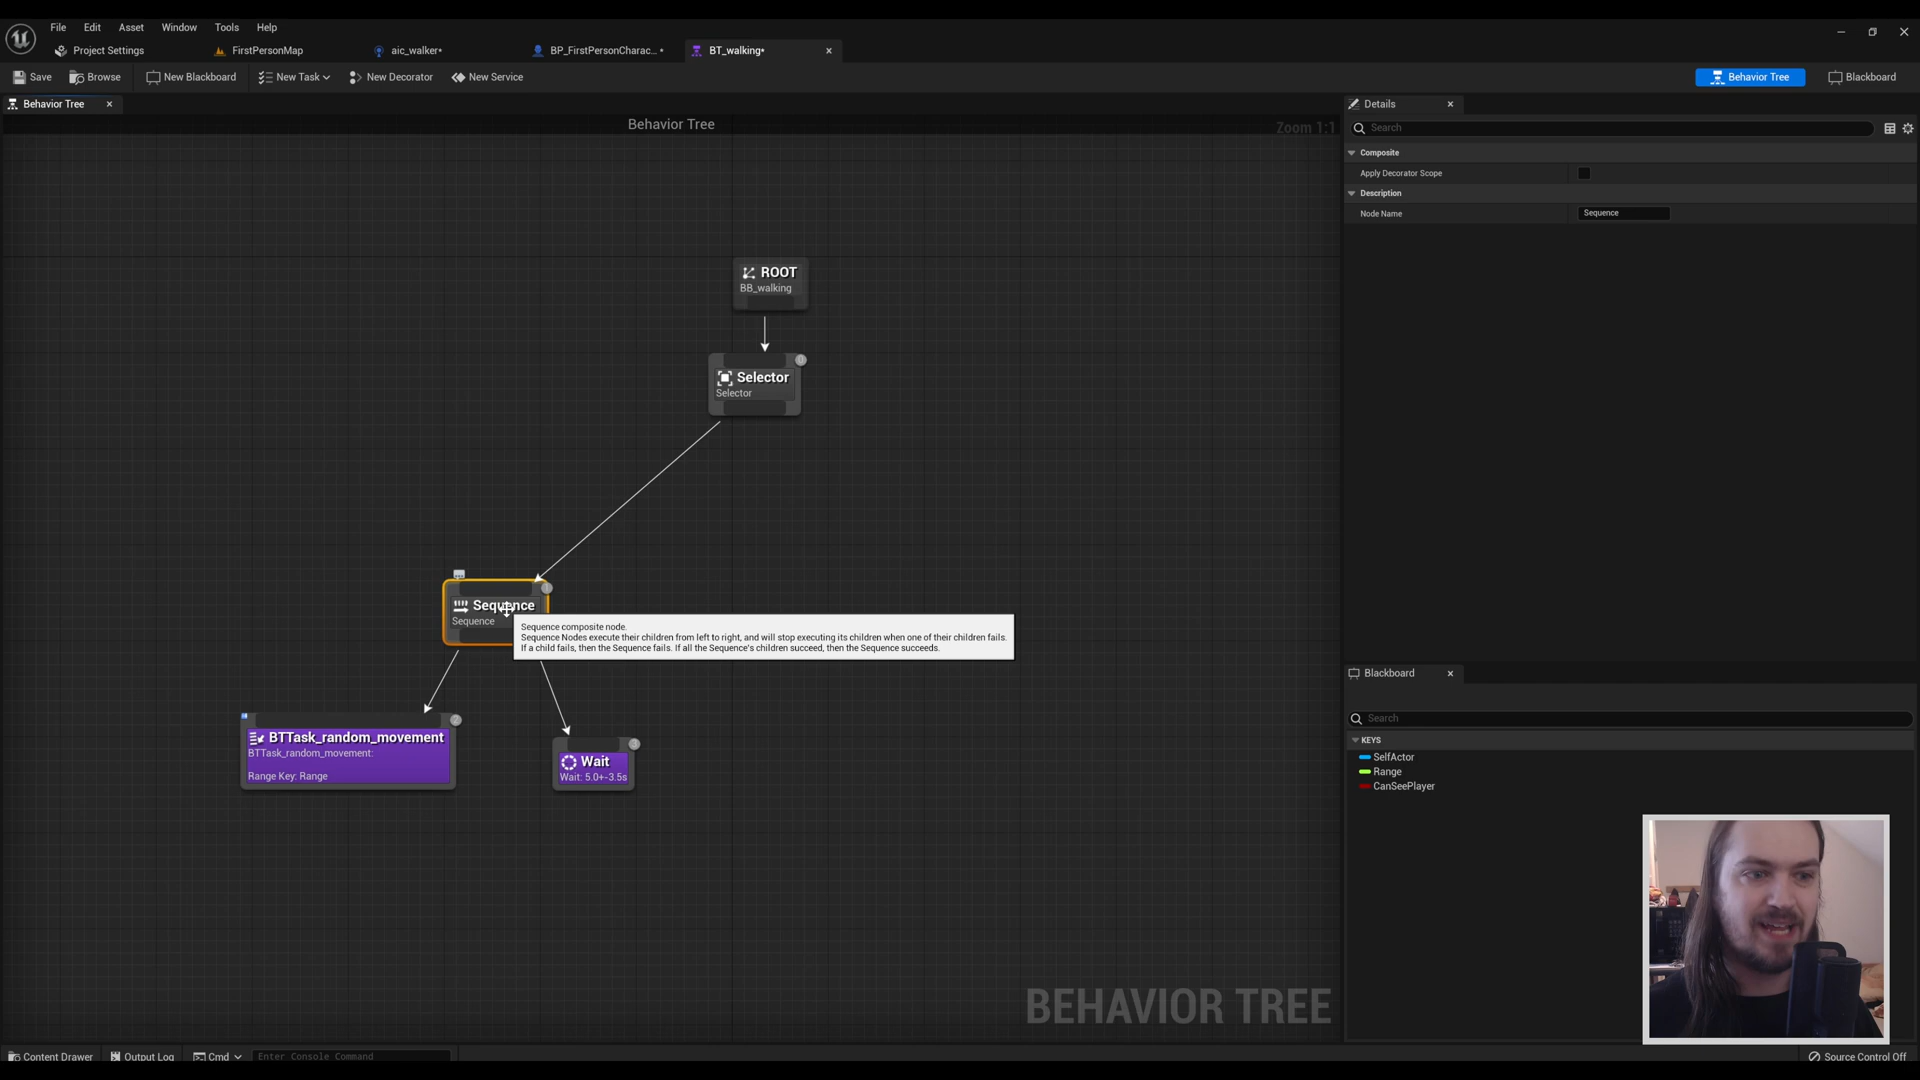 File Edit Asset Window Tools Help
Project Settings FirstPersonMap aic_walker* BP_FirstPersonCharac... * BT_walking*
Save Browse New Blackboard New Task New Decorator New Service Behavior Tree Blackboard
Behavior Tree
Behavior Tree
Zoom 1:1
ROOT
BB_walking
Selector
Selector
Sequence
Sequence
Sequence composite node.
Sequence Nodes execute their children from left to right, and will stop executing its children when one of their children fails.
If a child fails, then the Sequence fails. If all the Sequence's children succeed, then the Sequence succeeds.
BTTask_random_movement
BTTask_random_movement:
Range Key: Range
Wait
Wait: 5.0+-3.5s
BEHAVIOR TREE
Details
Search
Composite
Apply Decorator Scope
Description
Node Name Sequence
Blackboard
Search
KEYS
SelfActor
Range
CanSeePlayer
Content Drawer Output Log Cmd Enter Console Command Source Control Off